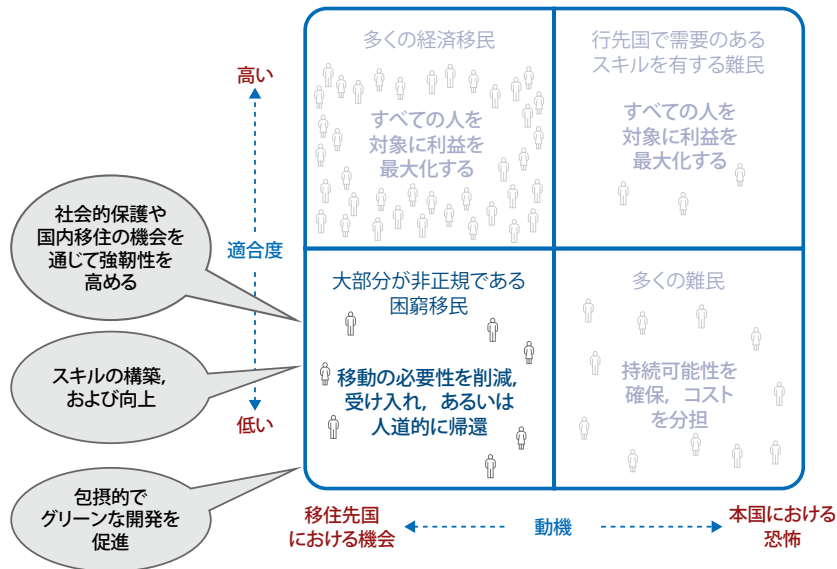 多くの経済移民
すべての人を
対象に利益を
最大化する
行先国で需要のある
スキルを有する難民
すべての人を
対象に利益を
最大化する
高い
適合度
低い
社会的保護や
国内移住の機会を
通じて強靭性を
高める
スキルの構築,
および向上
包摂的で
グリーンな開発を
促進
大部分が非正規である
困窮移民
移動の必要性を削減,
受け入れ, あるいは
人道的に帰還
多くの難民
持続可能性を
確保, コスト
を分担
移住先国
における機会
動機
本国における
恐怖